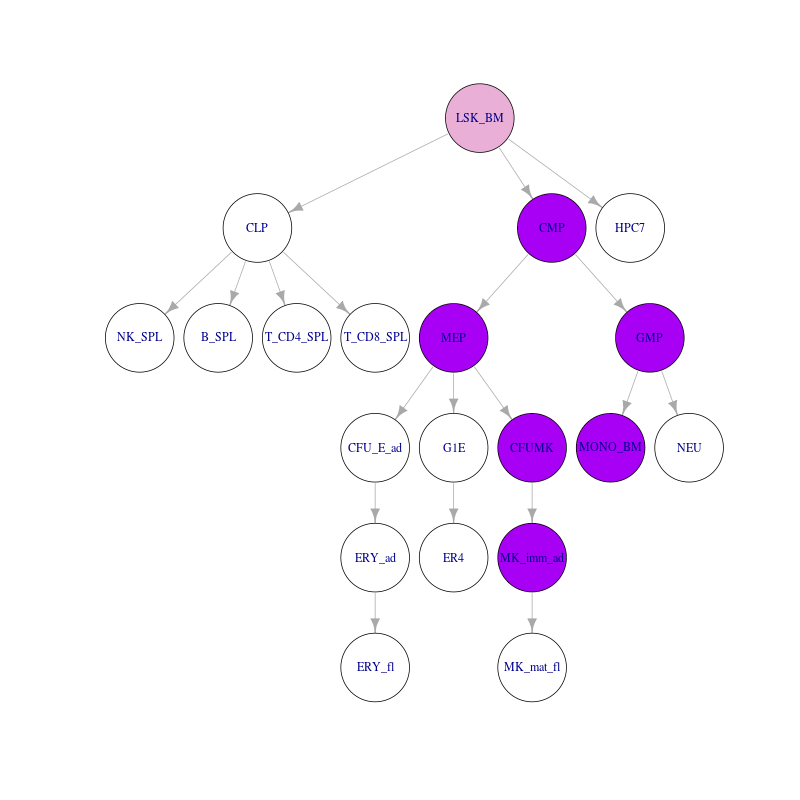 LSK_BM
CLP
CMP
HPC7
NK_SPL
B_SPL
T_CD4_SPL
T_CD8_SPL
MEP
GMP
CFU_E_ad
G1E
CFUMK
MONO_BM
NEU
ERY_ad
ER4
MK_imm_ad
ERY_fl
MK_mat_fl